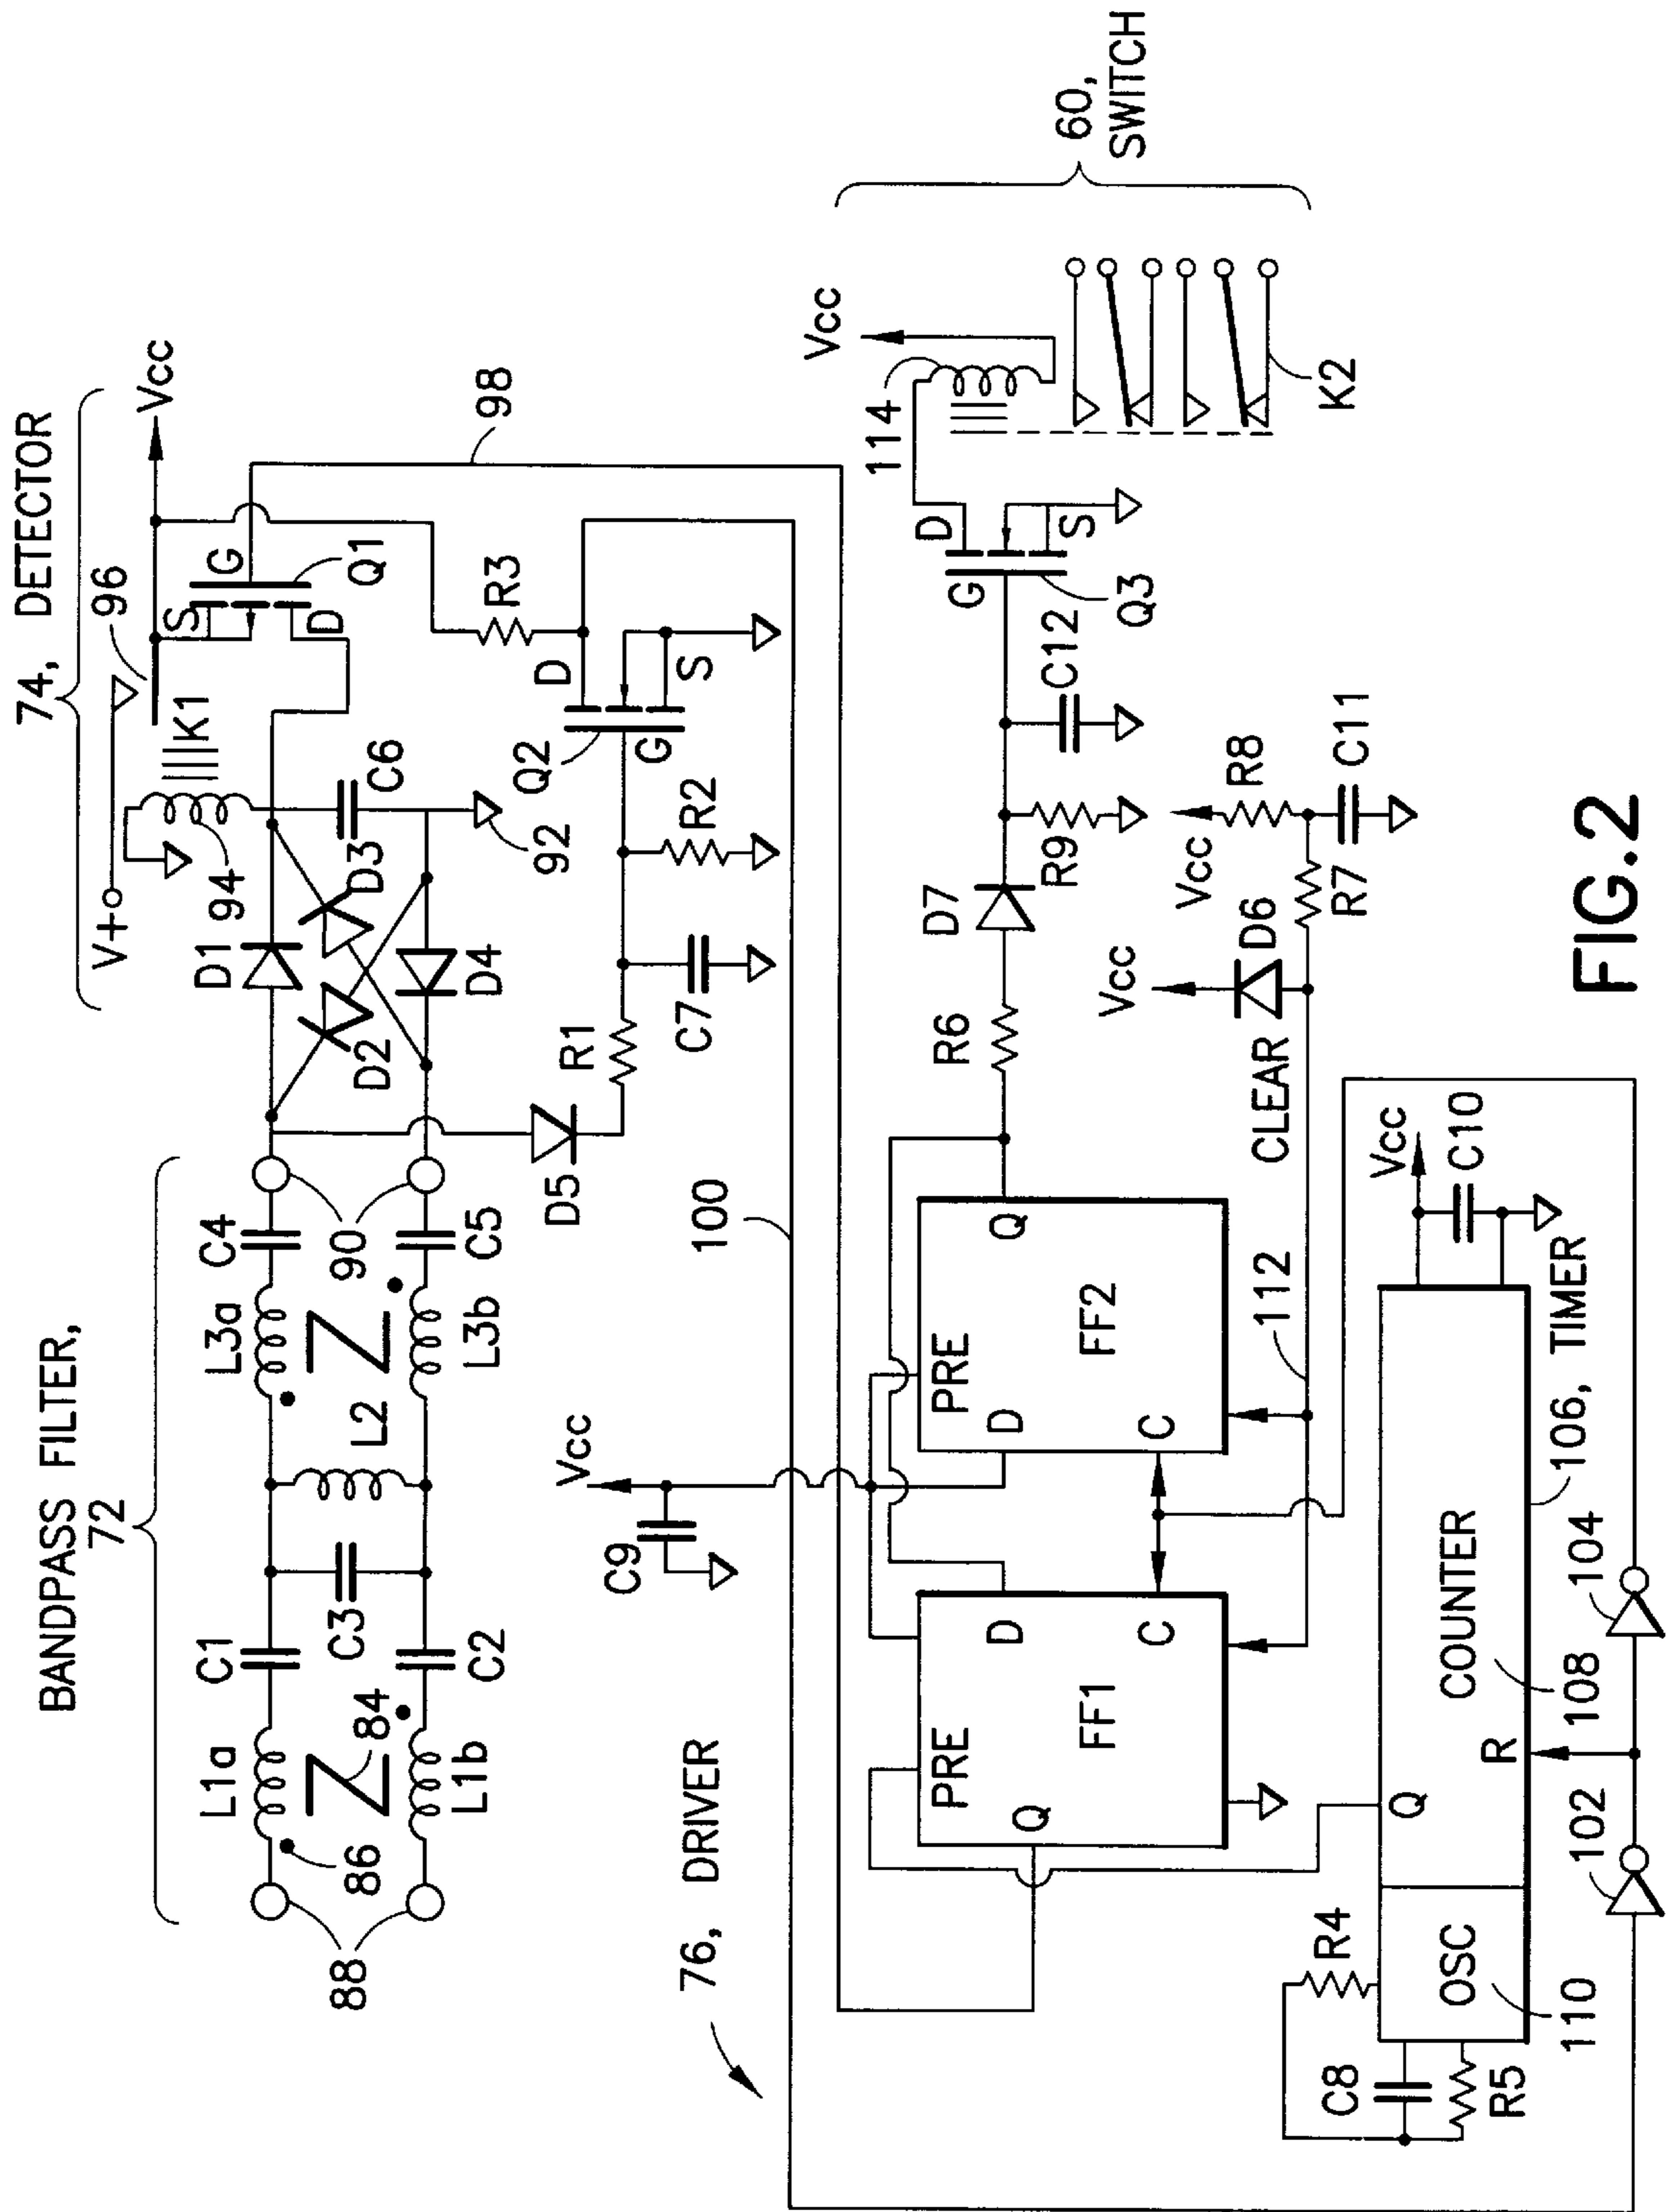 74, DETECTOR
BANDPASS FILTER,
72
V+
96
Vcc
K1
94
S
G
Q1
D
98
L1a
C1
L3a
C4
D1
C6
D3
86
84
C3
L2
90
D2
92
88
L1b
C2
L3b
C5
D4
R3
D
Q2
G
S
D5
R1
C7
R2
100
76, DRIVER
C9
Vcc
60,
SWITCH
Vcc
114
K2
PRE
D
Q
C
FF1
PRE
D
Q
C
FF2
R6
D7
R9
C12
G
D
S
Q3
CLEAR
Vcc
D6
Vcc
R8
R7
C11
112
R4
C8
R5
OSC
110
Q
R
COUNTER
108
106, TIMER
Vcc
C10
102
104
FIG.2